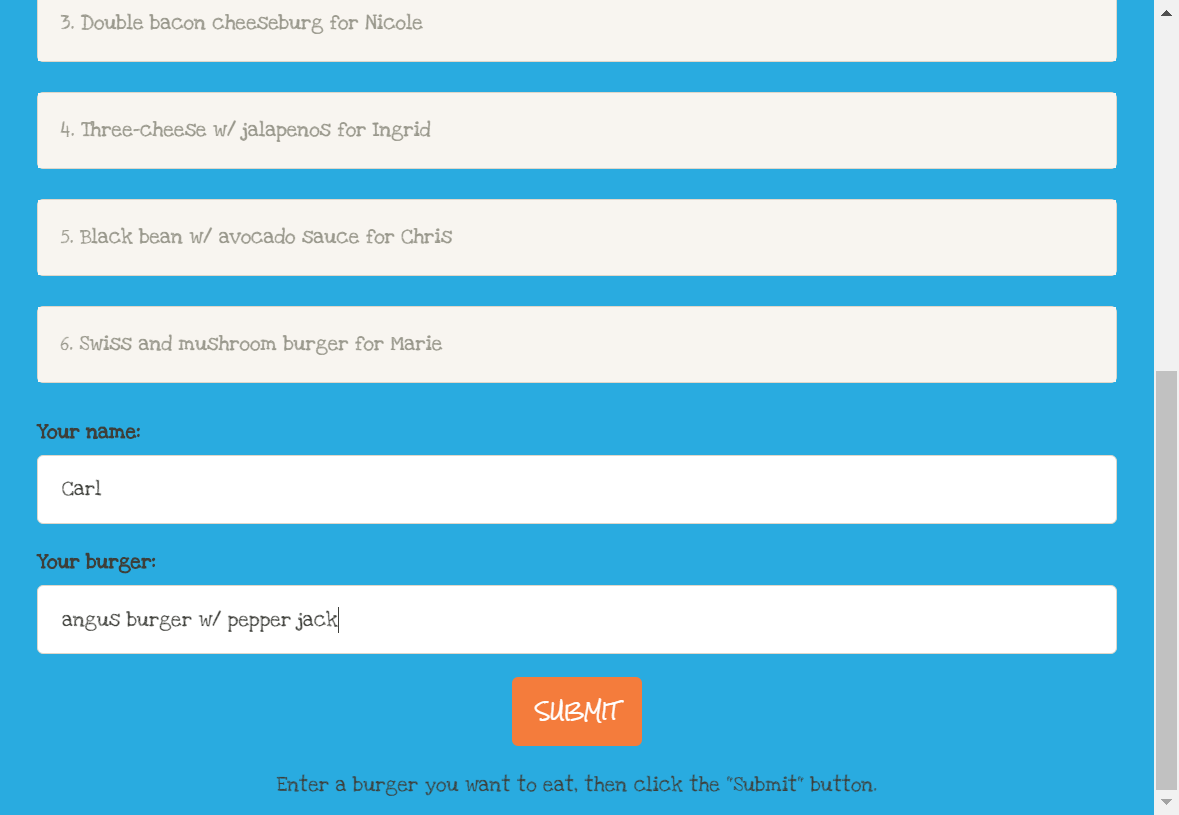 3. Double bacon cheeseburg for Nicole
4. Three-cheese w/ jalapenos for Ingrid
5. Black bean w/ avocado sauce for Chris
6. Swiss and mushroom burger for Marie
Your name:
Carl
Your burger:
angus burger w/ pepper jack
SUBMIT
Enter a burger you want to eat, then click the "Submit" button.